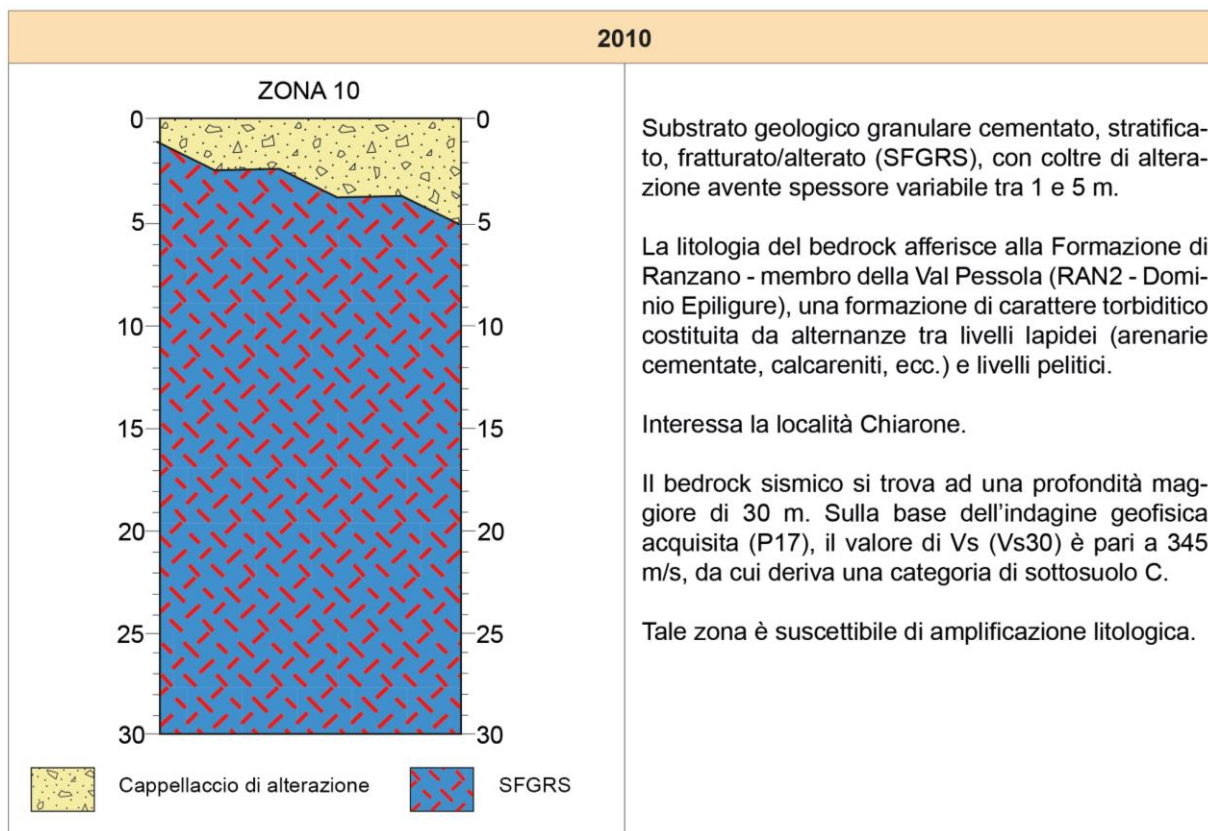 2010
ZONA 10
0
5
10
15
20
25
30
0
5
10
15
20
25
30
Cappellaccio di alterazione
SFGRS
Substrato geologico granulare cementato, stratifica-
to, fratturato/alterato (SFGRS), con coltre di altera-
zione avente spessore variabile tra 1 e 5 m.
La litologia del bedrock afferisce alla Formazione di
Ranzano - membro della Val Pessola (RAN2 - Domi-
nio Epiligure), una formazione di carattere torbiditico
costituita da alternanze tra livelli lapidei (arenarie
cementate, calcareniti, ecc.) e livelli pelitici.
Interessa la località Chiarone.
Il bedrock sismico si trova ad una profondità mag-
giore di 30 m. Sulla base dell'indagine geofisica
acquisita (P17), il valore di Vs (Vs30) è pari a 345
m/s, da cui deriva una categoria di sottosuolo C.
Tale zona è suscettibile di amplificazione litologica.